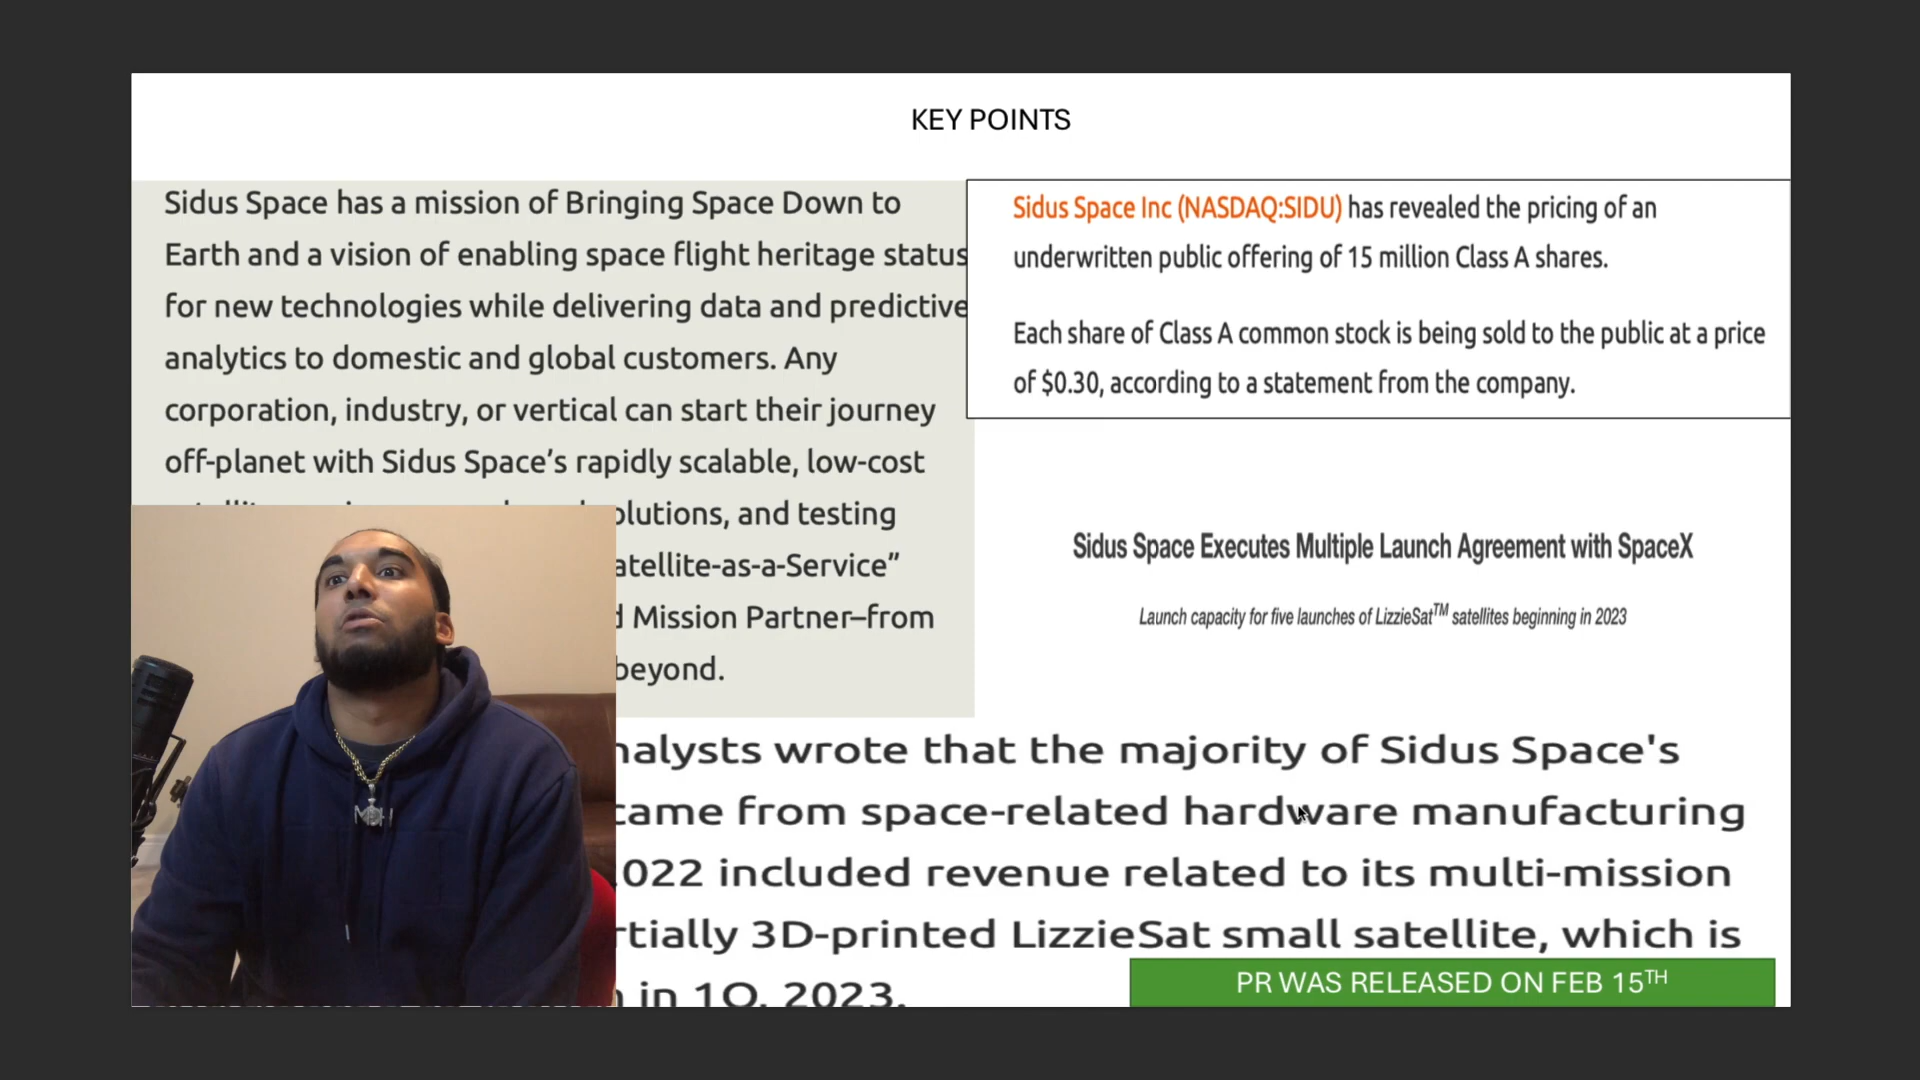 KEY POINTS
Sidus Space has a mission of Bringing Space Down to
Earth and a vision of enabling space flight heritage status
for new technologies while delivering data and predictive
analytics to domestic and global customers. Any
corporation, industry, or vertical can start their journey
off-planet with Sidus Space’s rapidly scalable, low-cost
olutions, and testing
atellite-as-a-Service”
Mission Partner–from
beyond.
Sidus Space Inc (NASDAQ:SIDU) has revealed the pricing of an
underwritten public offering of 15 million Class A shares.
Each share of Class A common stock is being sold to the public at a price
of $0.30, according to a statement from the company.
Sidus Space Executes Multiple Launch Agreement with SpaceX
Launch capacity for five launches of LizzieSat™ satellites beginning in 2023
nalysts wrote that the majority of Sidus Space's
came from space-related hardware manufacturing
022 included revenue related to its multi-mission
rtially 3D-printed LizzieSat small satellite, which is
in 1Q, 2023.
PR WAS RELEASED ON FEB 15TH
MH